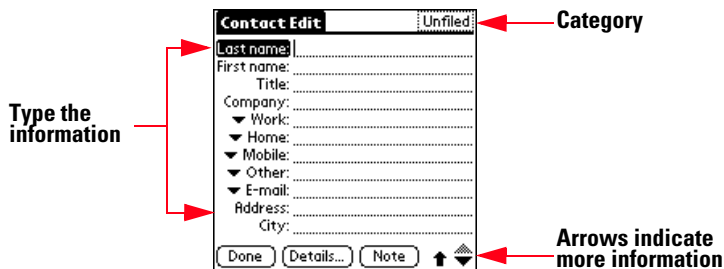 Contact Edit Unfiled
Category
Last name:
First name:
Title:
Company:
Type the
information
Work:
Home:
Mobile:
Other:
E-mail:
Address:
City:
Done Details... Note
Arrows indicate
more information